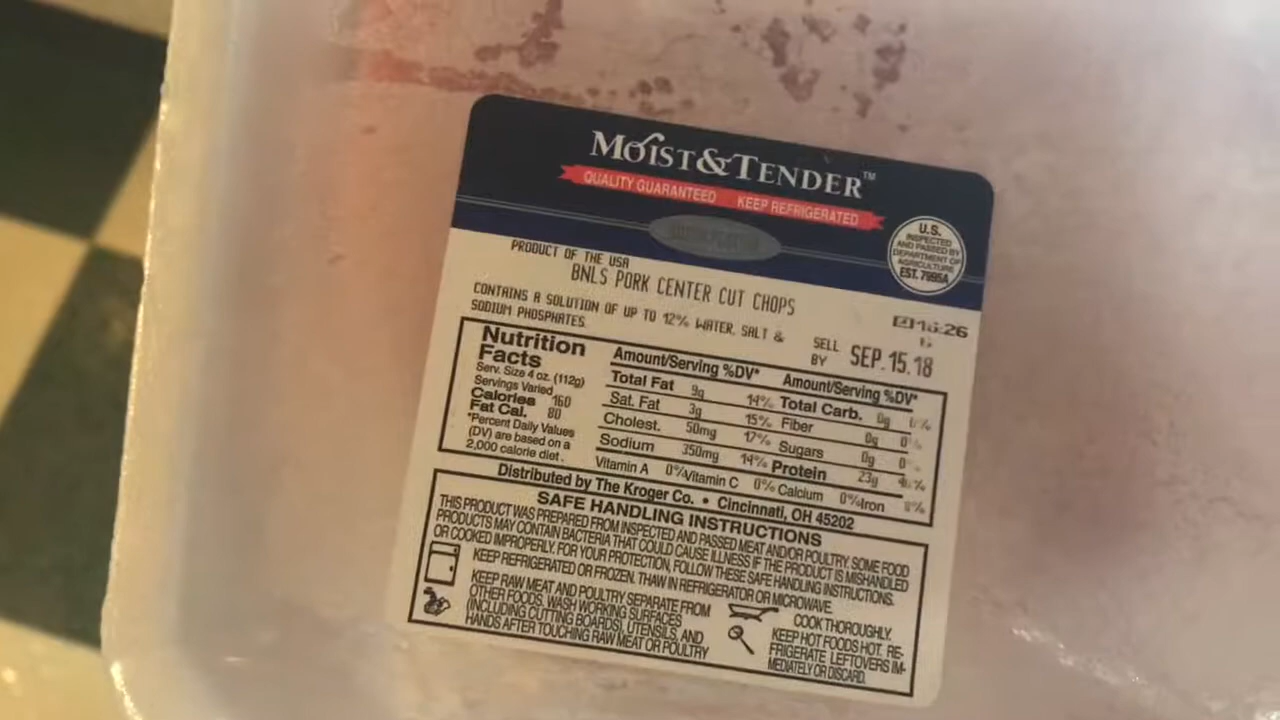 MOIST&TENDER™
QUALITY GUARANTEED KEEP REFRIGERATED
U.S.
INSPECTED
AND PASSED BY
DEPARTMENT OF
AGRICULTURE
EST. 7995A
PRODUCT OF THE USA
BNLS PORK CENTER CUT CHOPS
CONTAINS A SOLUTION OF UP TO 12% WATER, SALT &
SODIUM PHOSPHATES.
SELL
BY
SEP. 15. 18
Nutrition
Facts
Serv. Size 4 oz. (112g)
Servings Varied
Calories 160
Fat Cal. 80
*Percent Daily Values
(DV) are based on a
2,000 calorie diet.
Amount/Serving %DV* Amount/Serving %DV*
Total Fat 9g 14% Total Carb. 0g
Sat. Fat 3g 15% Fiber 0g 0%
Cholest. 50mg 17% Sugars 0g
Sodium 350mg 14% Protein 23g
Vitamin A 0% Vitamin C 0% Calcium 0% Iron
Distributed by The Kroger Co. • Cincinnati, OH 45202
SAFE HANDLING INSTRUCTIONS
THIS PRODUCT WAS PREPARED FROM INSPECTED AND PASSED MEAT AND/OR POULTRY. SOME FOOD
PRODUCTS MAY CONTAIN BACTERIA THAT COULD CAUSE ILLNESS IF THE PRODUCT IS MISHANDLED
OR COOKED IMPROPERLY. FOR YOUR PROTECTION, FOLLOW THESE SAFE HANDLING INSTRUCTIONS.
KEEP REFRIGERATED OR FROZEN. THAW IN REFRIGERATOR OR MICROWAVE.
KEEP RAW MEAT AND POULTRY SEPARATE FROM
OTHER FOODS. WASH WORKING SURFACES
(INCLUDING CUTTING BOARDS), UTENSILS, AND
HANDS AFTER TOUCHING RAW MEAT OR POULTRY
COOK THOROUGHLY.
KEEP HOT FOODS HOT. RE-
FRIGERATE LEFTOVERS IM-
MEDIATELY OR DISCARD.